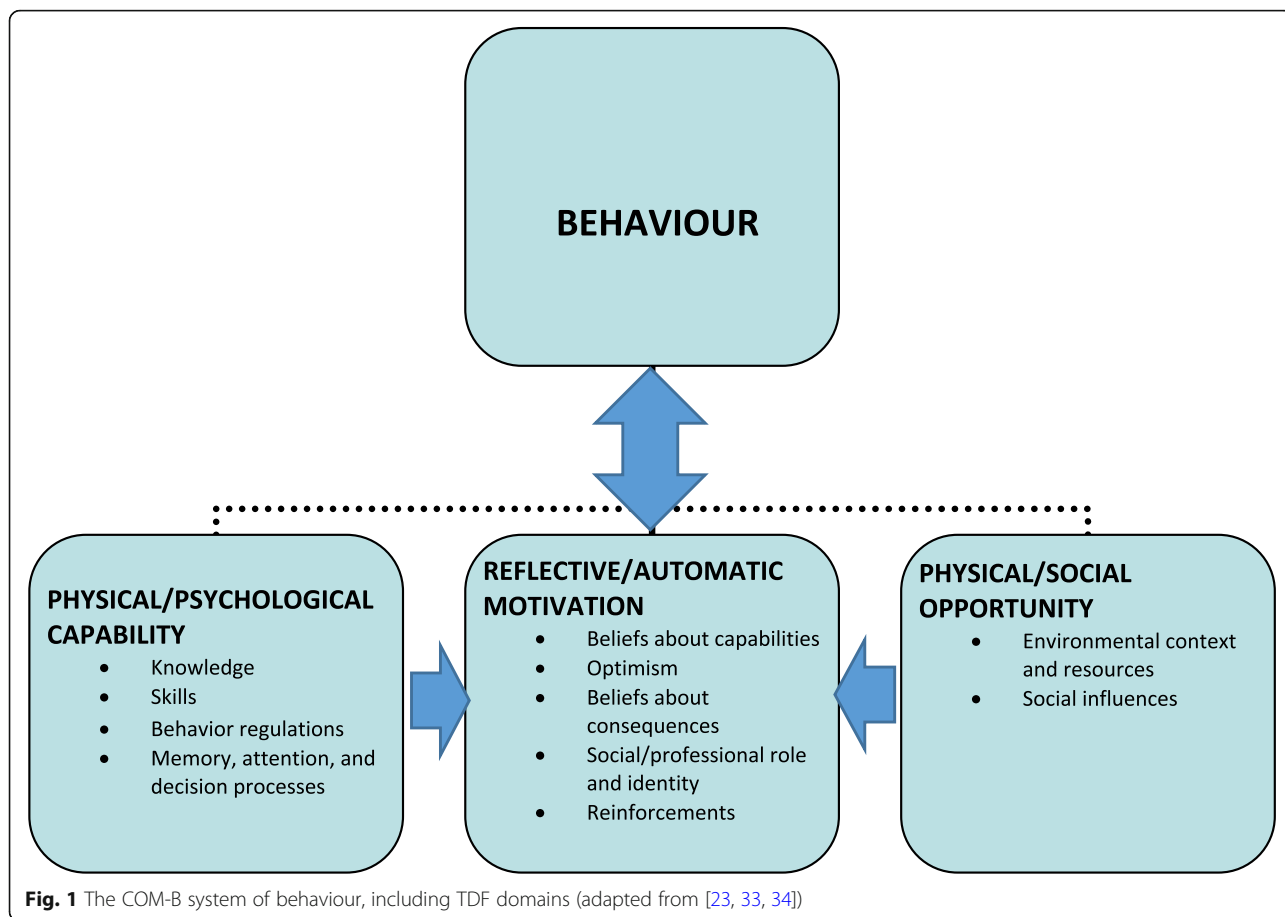 BEHAVIOUR
PHYSICAL/PSYCHOLOGICAL
CAPABILITY
• Knowledge
• Skills
• Behavior regulations
• Memory, attention, and
decision processes
REFLECTIVE/AUTOMATIC
MOTIVATION
• Beliefs about capabilities
• Optimism
• Beliefs about
consequences
• Social/professional role
and identity
• Reinforcements
PHYSICAL/SOCIAL
OPPORTUNITY
• Environmental context
and resources
• Social influences
Fig. 1 The COM-B system of behaviour, including TDF domains (adapted from [23, 33, 34])